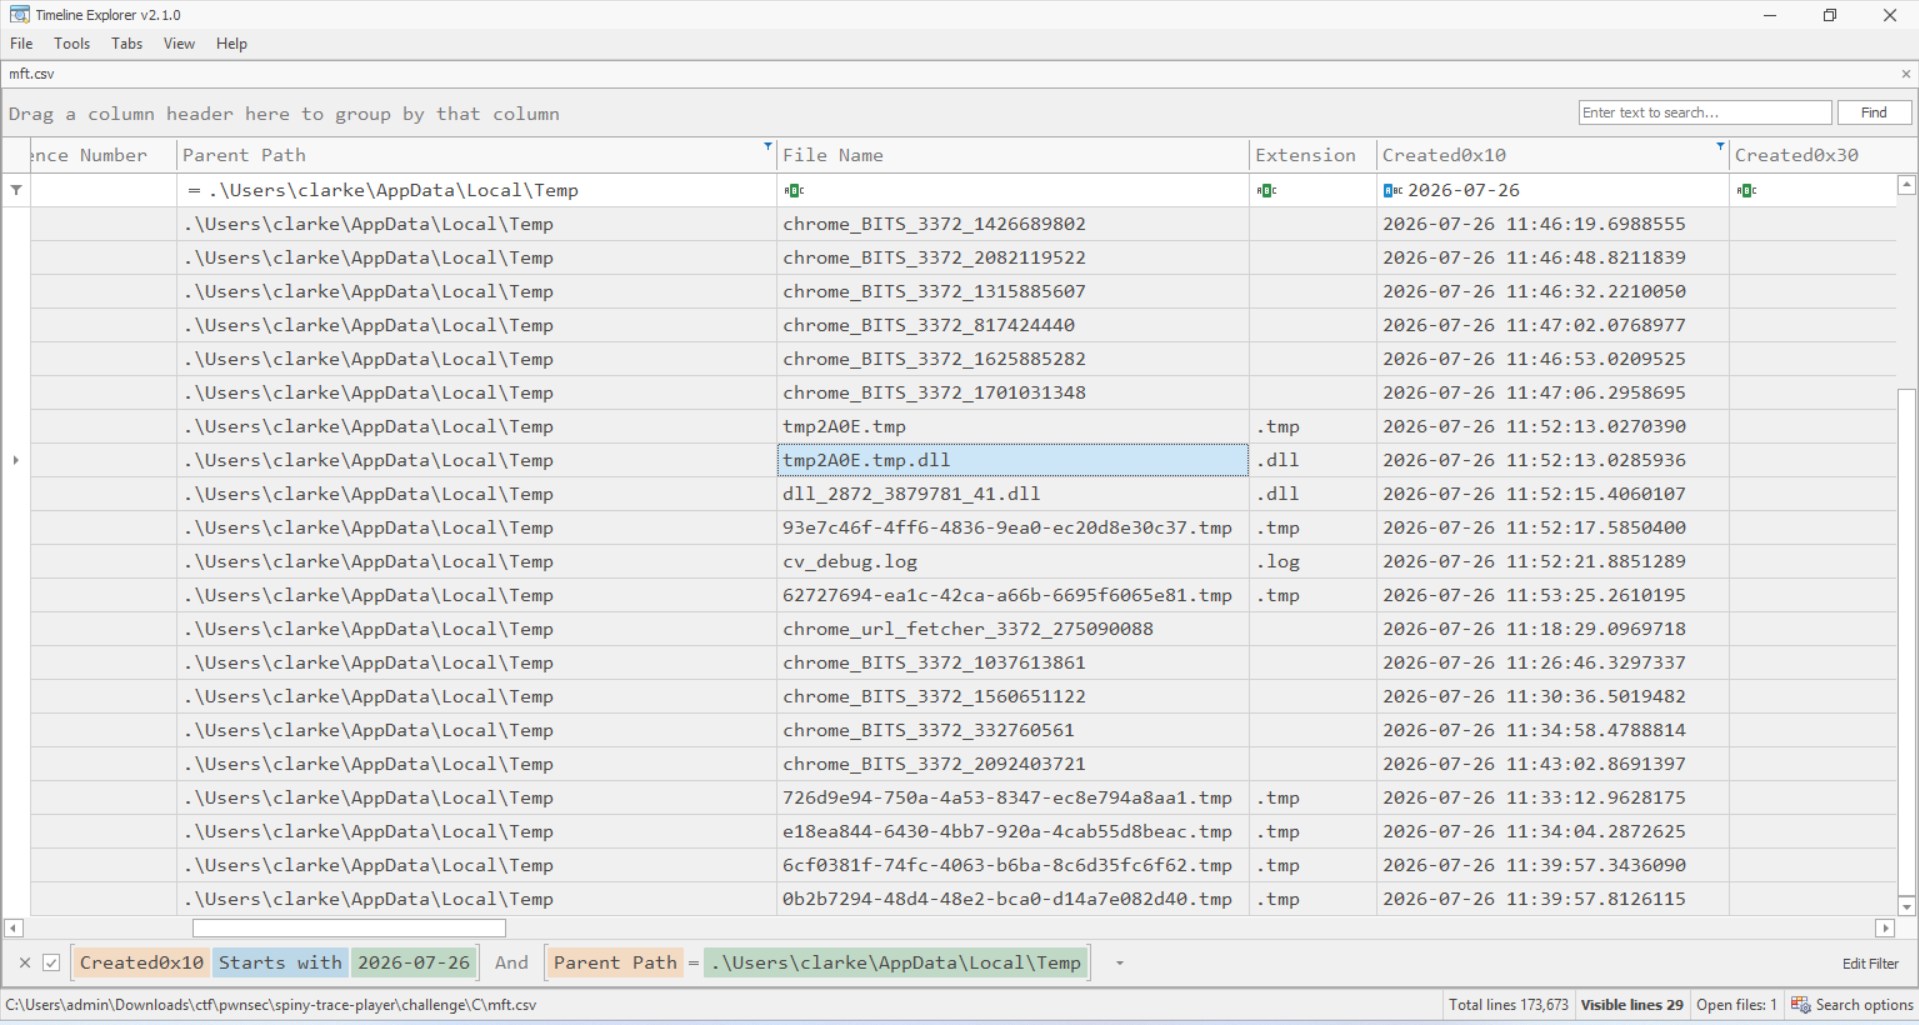 Timeline Explorer v2.1.0
File Tools Tabs View Help
mft.csv
Drag a column header here to group by that column
Enter text to search... Find
ence Number Parent Path File Name Extension Created0x10 Created0x30
= .\Users\clarke\AppData\Local\Temp ABC ABC ABC 2026-07-26 ABC
.\Users\clarke\AppData\Local\Temp chrome_BITS_3372_1426689802 2026-07-26 11:46:19.6988555
.\Users\clarke\AppData\Local\Temp chrome_BITS_3372_2082119522 2026-07-26 11:46:48.8211839
.\Users\clarke\AppData\Local\Temp chrome_BITS_3372_1315885607 2026-07-26 11:46:32.2210050
.\Users\clarke\AppData\Local\Temp chrome_BITS_3372_817424440 2026-07-26 11:47:02.0768977
.\Users\clarke\AppData\Local\Temp chrome_BITS_3372_1625885282 2026-07-26 11:46:53.0209525
.\Users\clarke\AppData\Local\Temp chrome_BITS_3372_1701031348 2026-07-26 11:47:06.2958695
.\Users\clarke\AppData\Local\Temp tmp2A0E.tmp .tmp 2026-07-26 11:52:13.0270390
.\Users\clarke\AppData\Local\Temp tmp2A0E.tmp.dll .dll 2026-07-26 11:52:13.0285936
.\Users\clarke\AppData\Local\Temp dll_2872_3879781_41.dll .dll 2026-07-26 11:52:15.4060107
.\Users\clarke\AppData\Local\Temp 93e7c46f-4ff6-4836-9ea0-ec20d8e30c37.tmp .tmp 2026-07-26 11:52:17.5850400
.\Users\clarke\AppData\Local\Temp cv_debug.log .log 2026-07-26 11:52:21.8851289
.\Users\clarke\AppData\Local\Temp 62727694-ea1c-42ca-a66b-6695f6065e81.tmp .tmp 2026-07-26 11:53:25.2610195
.\Users\clarke\AppData\Local\Temp chrome_url_fetcher_3372_275090088 2026-07-26 11:18:29.0969718
.\Users\clarke\AppData\Local\Temp chrome_BITS_3372_1037613861 2026-07-26 11:26:46.3297337
.\Users\clarke\AppData\Local\Temp chrome_BITS_3372_1560651122 2026-07-26 11:30:36.5019482
.\Users\clarke\AppData\Local\Temp chrome_BITS_3372_332760561 2026-07-26 11:34:58.4788814
.\Users\clarke\AppData\Local\Temp chrome_BITS_3372_2092403721 2026-07-26 11:43:02.8691397
.\Users\clarke\AppData\Local\Temp 726d9e94-750a-4a53-8347-ec8e794a8aa1.tmp .tmp 2026-07-26 11:33:12.9628175
.\Users\clarke\AppData\Local\Temp e18ea844-6430-4bb7-920a-4cab55d8beac.tmp .tmp 2026-07-26 11:34:04.2872625
.\Users\clarke\AppData\Local\Temp 6cf0381f-74fc-4063-b6ba-8c6d35fc6f62.tmp .tmp 2026-07-26 11:39:57.3436090
.\Users\clarke\AppData\Local\Temp 0b2b7294-48d4-48e2-bca0-d14a7e082d40.tmp .tmp 2026-07-26 11:39:57.8126115
Created0x10 Starts with 2026-07-26 And Parent Path = .\Users\clarke\AppData\Local\Temp Edit Filter
C:\Users\admin\Downloads\ctf\pwnsec\spiny-trace-player\challenge\C\mft.csv Total lines 173,673 Visible lines 29 Open files: 1 Search options